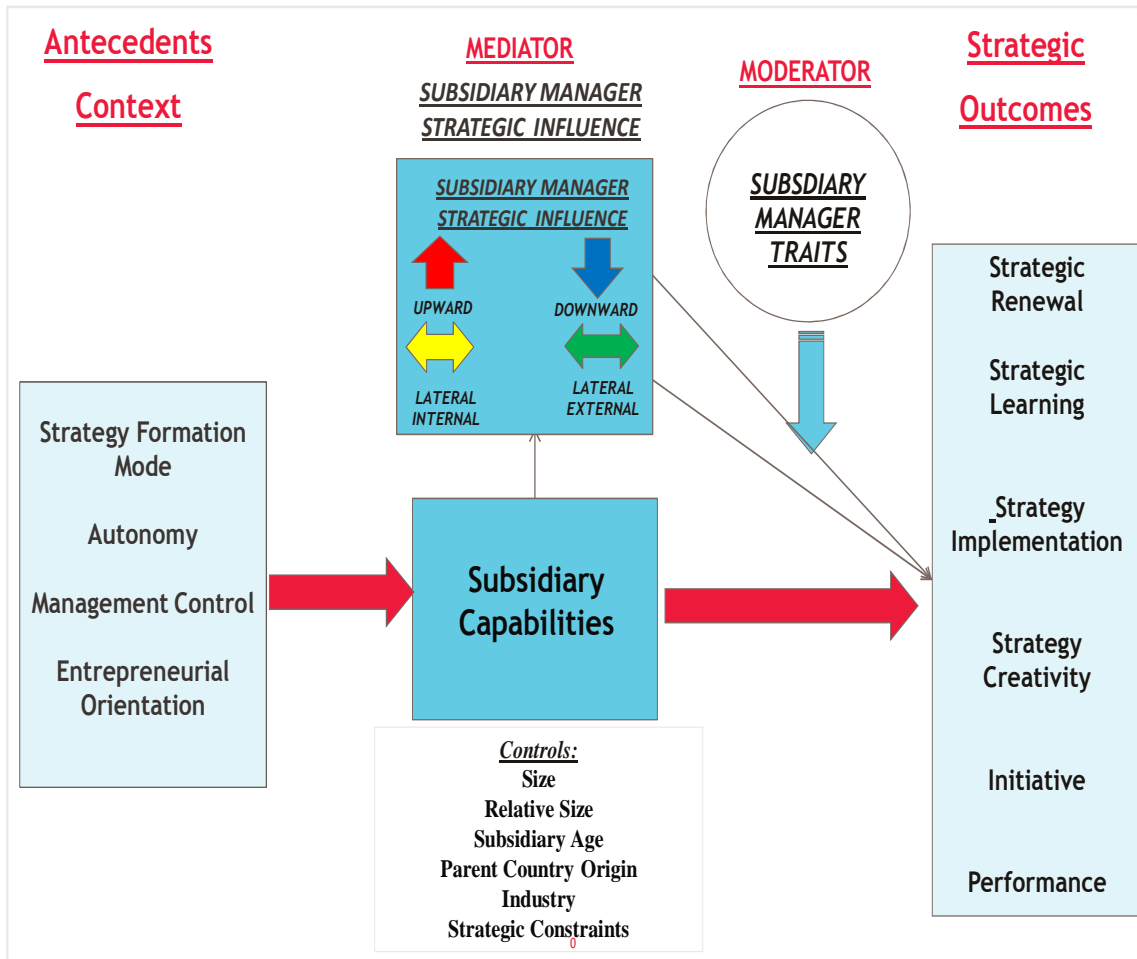 Antecedents
Context
MEDIATOR
SUBSIDIARY MANAGER
STRATEGIC INFLUENCE
MODERATOR
Strategic
Outcomes
SUBSIDIARY MANAGER
STRATEGIC INFLUENCE
UPWARD
DOWNWARD
LATERAL
INTERNAL
LATERAL
EXTERNAL
SUBSDIARY
MANAGER
TRAITS
Strategy Formation
Mode
Autonomy
Management Control
Entrepreneurial
Orientation
Subsidiary
Capabilities
Controls:
Size
Relative Size
Subsidiary Age
Parent Country Origin
Industry
Strategic Constraints
0
Strategic
Renewal
Strategic
Learning
_Strategy
Implementation
Strategy
Creativity
Initiative
Performance